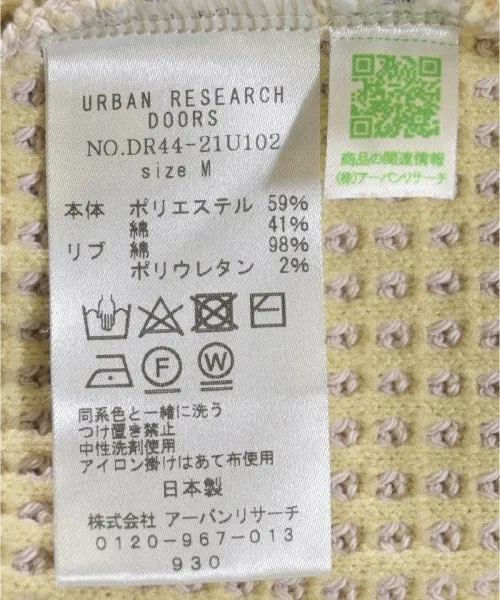 URBAN RESEARCH
DOORS
NO.DR44-21U102
size M
本体 ポリエステル 59%
綿 41%
リブ 綿 98%
ポリウレタン 2%
F W
同系色と一緒に洗う
つけ置き禁止
中性洗剤使用
アイロン掛けはあて布使用
日本製
株式会社 アーバンリサーチ
0120-967-013
930
商品の関連情報
(株)アーバンリサーチ